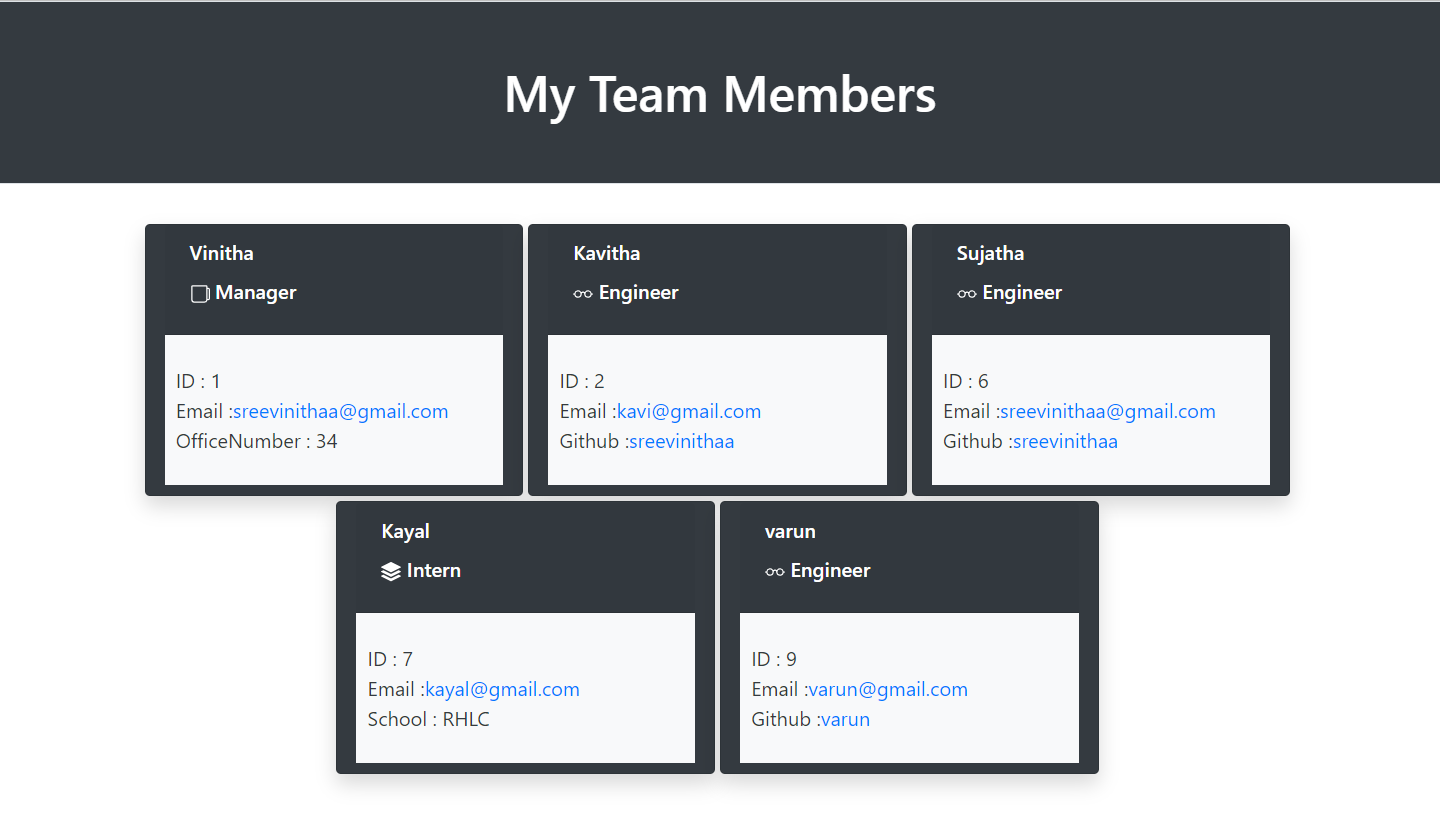 My Team Members
Vinitha
Manager
ID : 1
Email :sreevinithaa@gmail.com
OfficeNumber : 34
Kavitha
Engineer
ID : 2
Email :kavi@gmail.com
Github :sreevinithaa
Sujatha
Engineer
ID : 6
Email :sreevinithaa@gmail.com
Github :sreevinithaa
Kayal
Intern
ID : 7
Email :kayal@gmail.com
School : RHLC
varun
Engineer
ID : 9
Email :varun@gmail.com
Github :varun